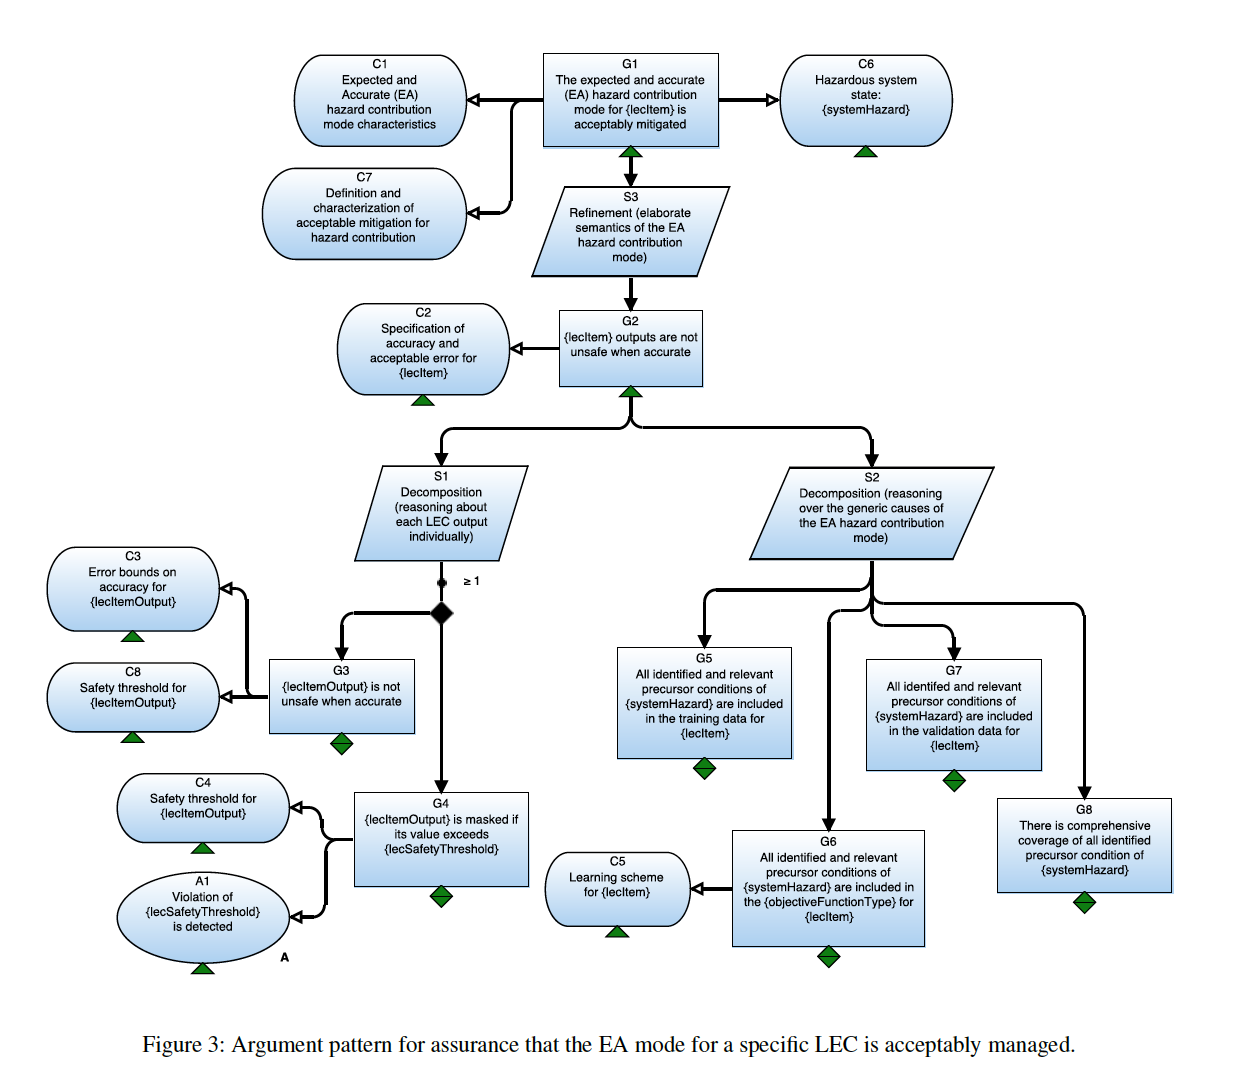 C1
Expected and
Accurate (EA)
hazard contribution
mode characteristics
G1
The expected and accurate
(EA) hazard contribution
mode for {lecItem} is
acceptably mitigated
C6
Hazardous system
state:
{systemHazard}
C7
Definition and
characterization of
acceptable mitigation for
hazard contribution
S3
Refinement (elaborate
semantics of the EA
hazard contribution
mode)
C2
Specification of
accuracy and
acceptable error for
{lecItem}
G2
{lecItem} outputs are not
unsafe when accurate
S1
Decomposition
(reasoning about
each LEC output
individually)
S2
Decomposition (reasoning
over the generic causes of
the EA hazard contribution
mode)
≥ 1
C3
Error bounds on
accuracy for
{lecItemOutput}
C8
Safety threshold for
{lecItemOutput}
G3
{lecItemOutput} is not
unsafe when accurate
G5
All identified and relevant
precursor conditions of
{systemHazard} are included
in the training data for
{lecItem}
G7
All identifed and relevant
precursor conditions of
{systemHazard} are included
in the validation data for
{lecItem}
C4
Safety threshold for
{lecItemOutput}
G4
{lecItemOutput} is masked if
its value exceeds
{lecSafetyThreshold}
A1
Violation of
{lecSafetyThreshold}
is detected
A
C5
Learning scheme
for {lecItem}
G6
All identified and relevant
precursor conditions of
{systemHazard} are included in
the {objectiveFunctionType} for
{lecItem}
G8
There is comprehensive
coverage of all identified
precursor condition of
{systemHazard}
Figure 3: Argument pattern for assurance that the EA mode for a specific LEC is acceptably managed.